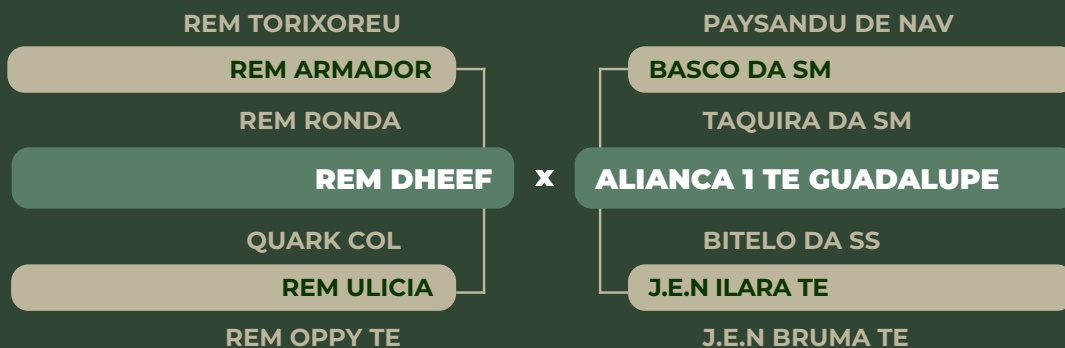 REM TORIXOREU
REM ARMADOR
REM RONDA
REM DHEEF
QUARK COL
REM ULICIA
REM OPPY TE
x
PAYSANDU DE NAV
BASCO DA SM
TAQUIRA DA SM
ALIANCA 1 TE GUADALUPE
BITELO DA SS
J.E.N ILARA TE
J.E.N BRUMA TE